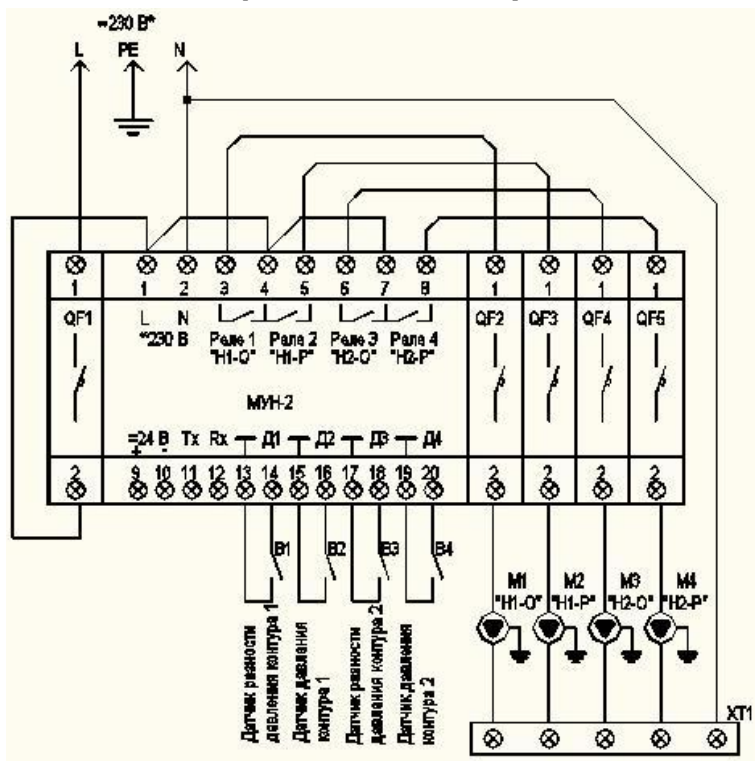 ~230 В*
L PE N
1 1 2 3 4 5 6 7 8 1 1 1 1
QF1 L N QF2 QF3 QF4 QF5
~230 В Реле 1 Реле 2 Реле 3 Реле 4
"Н1-О" "Н1-Р" "Н2-О" "Н2-Р"
МУН-2
=24 В Tx Rx Д1 Д2 Д3 Д4
+ -
2 9 10 11 12 13 14 15 16 17 18 19 20 2 2 2 2
В1 В2 В3 В4
М1 М2 М3 М4
"Н1-О" "Н1-Р" "Н2-О" "Н2-Р"
Датчик разности
давления контура 1
Датчик давления
контура 1
Датчик разности
давления контура 2
Датчик давления
контура 2
XT1